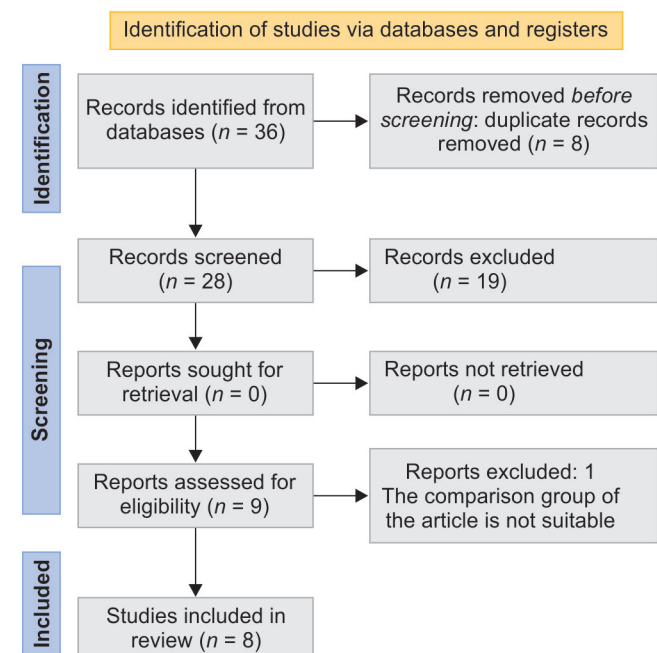 Identification of studies via databases and registers
Identification
Records identified from
databases (n = 36)
Records removed before
screening: duplicate records
removed (n = 8)
Screening
Records screened
(n = 28)
Records excluded
(n = 19)
Reports sought for
retrieval (n = 0)
Reports not retrieved
(n = 0)
Reports assessed for
eligibility (n = 9)
Reports excluded: 1
The comparison group of
the article is not suitable
Included
Studies included in
review (n = 8)